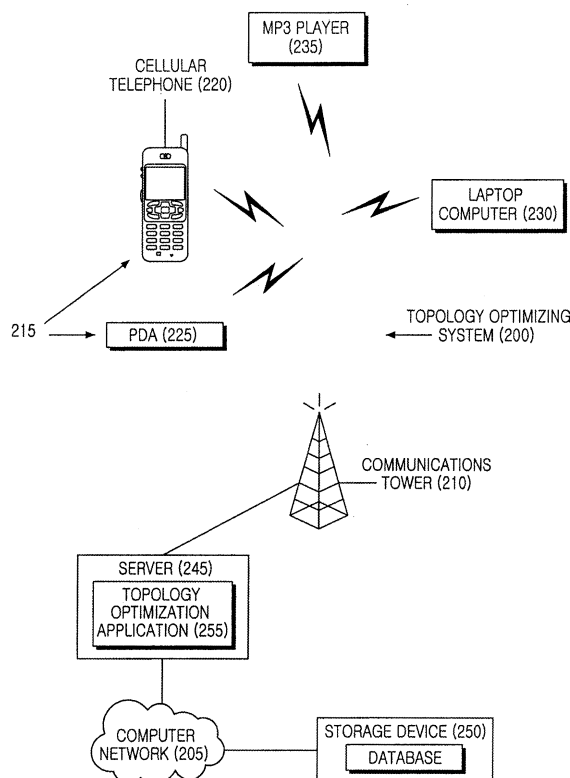 MP3 PLAYER
(235)
CELLULAR
TELEPHONE (220)
LAPTOP
COMPUTER (230)
215
PDA (225)
TOPOLOGY OPTIMIZING
SYSTEM (200)
COMMUNICATIONS
TOWER (210)
SERVER (245)
TOPOLOGY
OPTIMIZATION
APPLICATION (255)
COMPUTER
NETWORK (205)
STORAGE DEVICE (250)
DATABASE